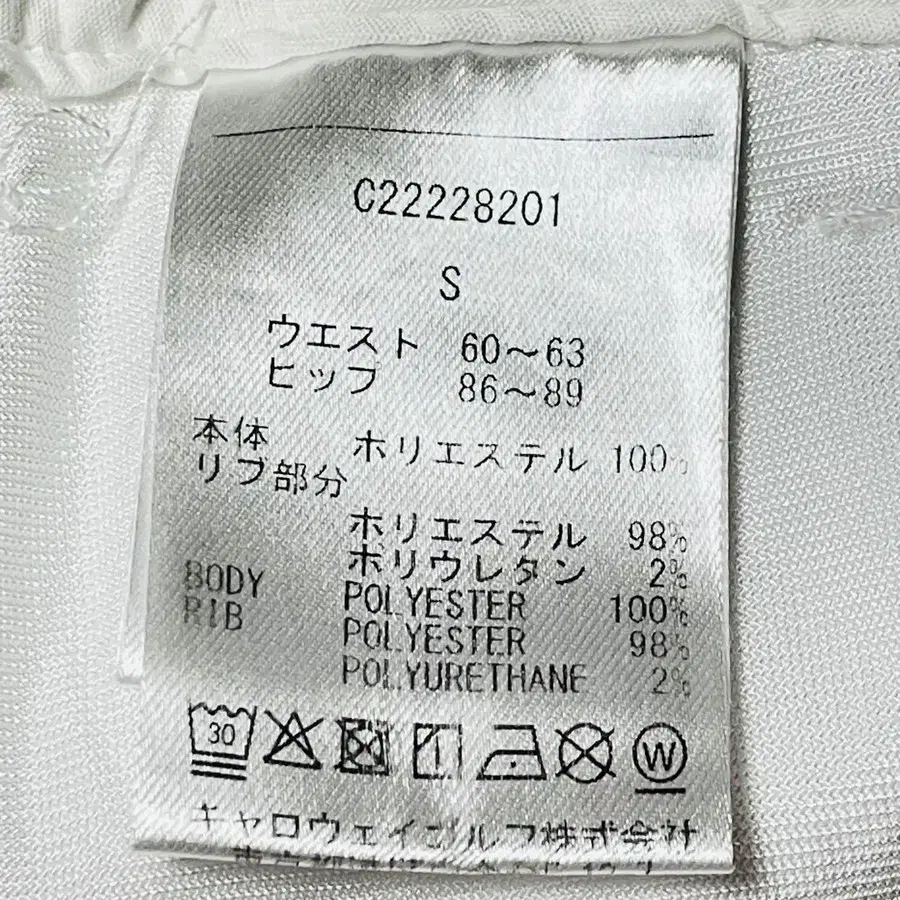 C22228201
S
ウエスト 60～63
ヒップ 86～89
本体 ポリエステル 100%
リブ部分
ポリエステル 98%
ポリウレタン 2%
BODY POLYESTER 100%
RIB POLYESTER 98%
POLYURETHANE 2%
30 W
キャロウェイゴルフ株式会社